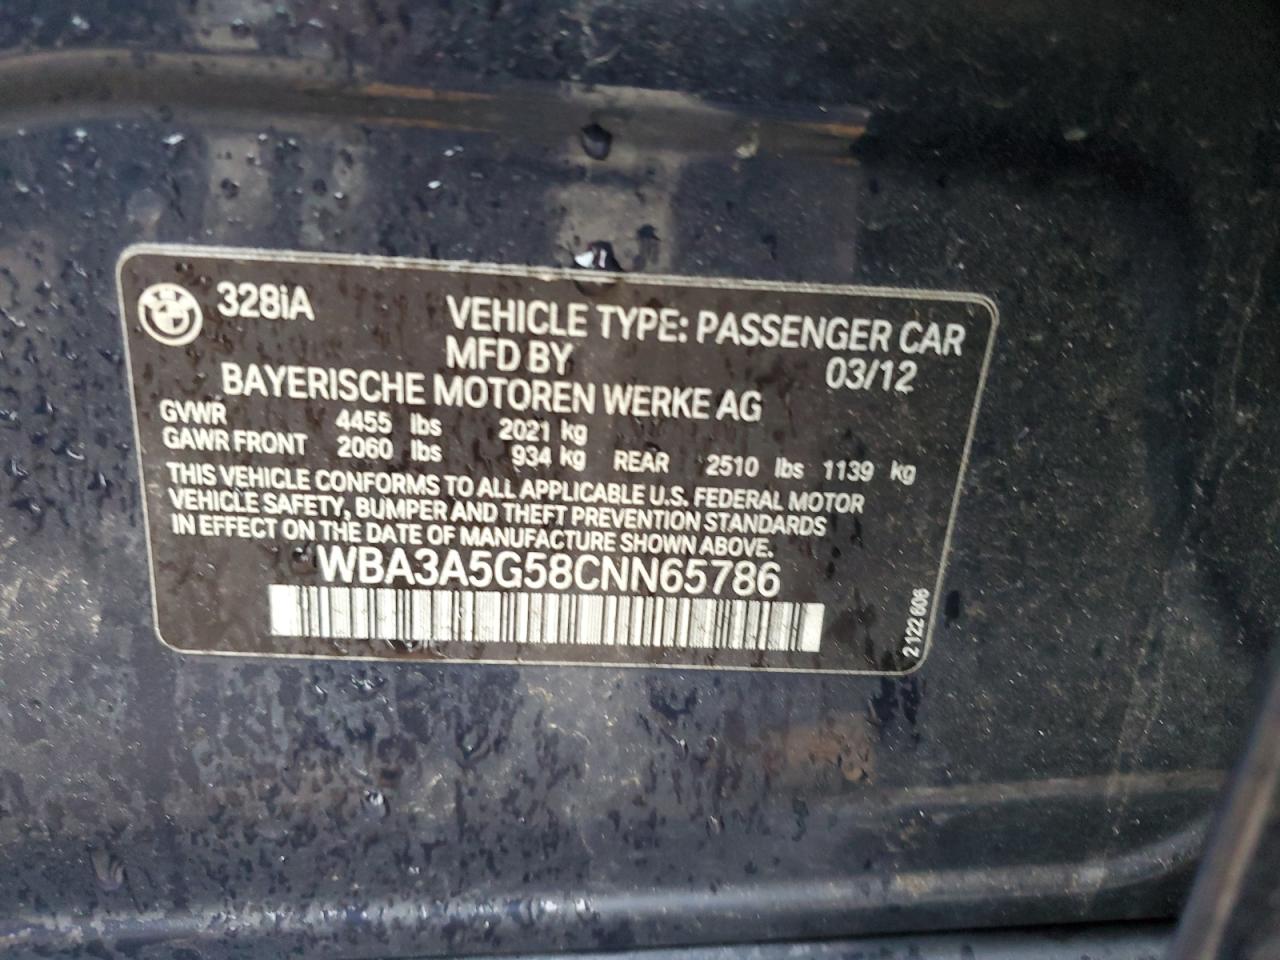 328iA
VEHICLE TYPE: PASSENGER CAR
MFD BY 03/12
BAYERISCHE MOTOREN WERKE AG
GVWR 4455 lbs 2021 kg
GAWR FRONT 2060 lbs 934 kg REAR 2510 lbs 1139 kg
THIS VEHICLE CONFORMS TO ALL APPLICABLE U.S. FEDERAL MOTOR
VEHICLE SAFETY, BUMPER AND THEFT PREVENTION STANDARDS
IN EFFECT ON THE DATE OF MANUFACTURE SHOWN ABOVE.
WBA3A5G58CNN65786
2122606